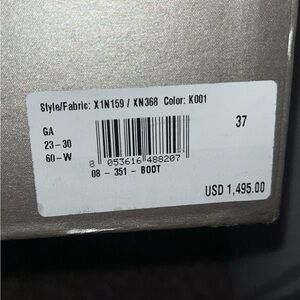 Style/Fabric: X1N159 / XN368 Color: K001
GA
37
23-30
60-W
8 053616 488207
08 - 351 - BOOT
USD 1,495.00